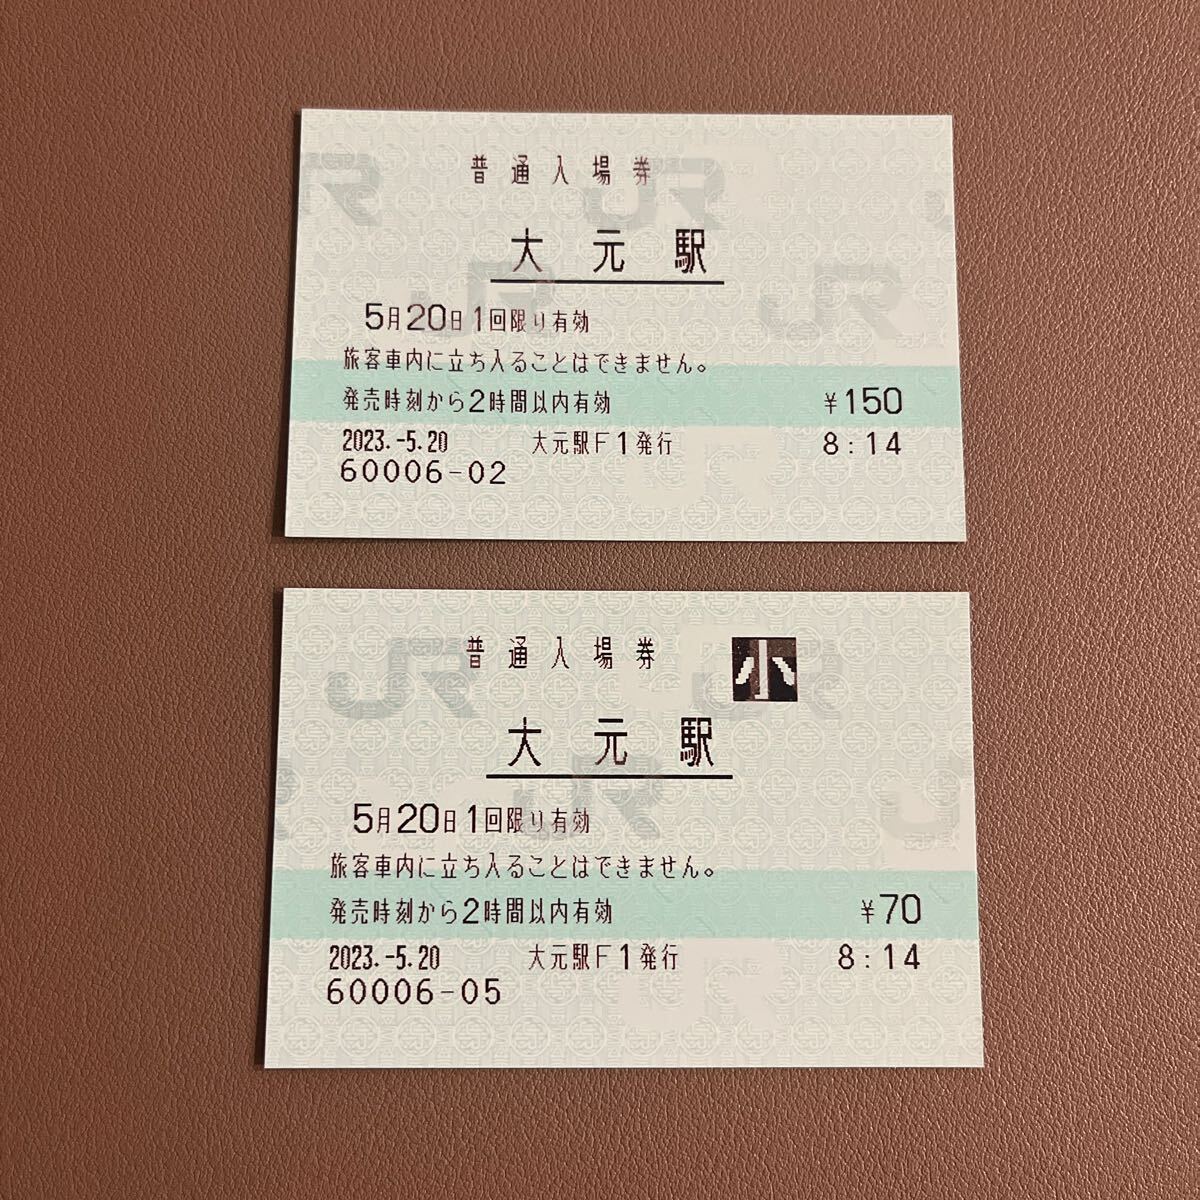 普通入場券
大元駅
5月20日1回限り有効
旅客車内に立ち入ることはできません。
発売時刻から2時間以内有効 ¥150
2023.-5.20 大元駅F1発行 8:14
60006-02
普通入場券 小
大元駅
5月20日1回限り有効
旅客車内に立ち入ることはできません。
発売時刻から2時間以内有効 ¥70
2023.-5.20 大元駅F1発行 8:14
60006-05